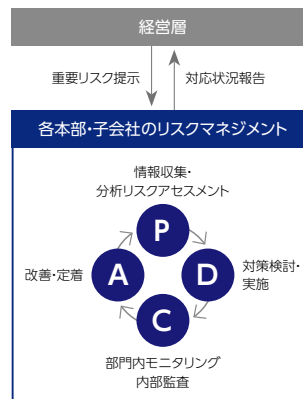 経営層
重要リスク提示
対応状況報告
各本部・子会社のリスクマネジメント
情報収集・
分析リスクアセスメント
P
A
D
C
改善・定着
対策検討・
実施
部門内モニタリング
内部監査